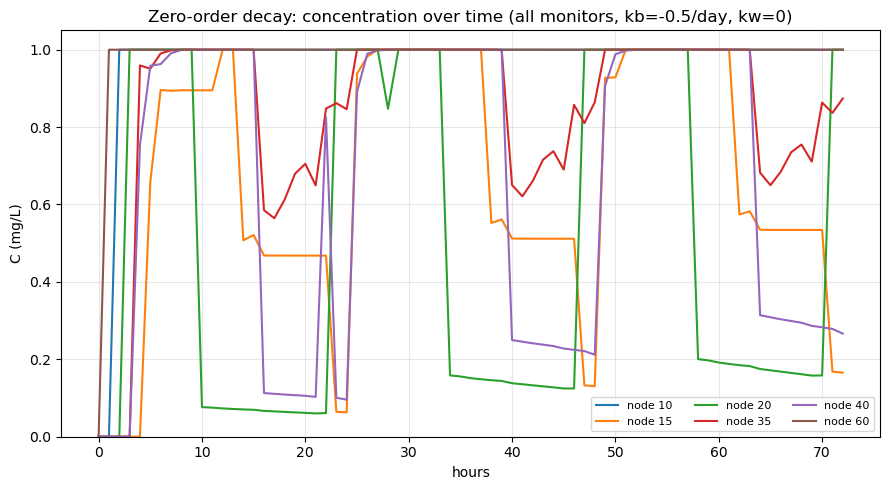 Zero-order decay: concentration over time (all monitors, kb=-0.5/day, kw=0)
C (mg/L)
1.0
0.8
0.6
0.4
0.2
0.0
0 10 20 30 40 50 60 70
hours
node 10 node 20 node 40
node 15 node 35 node 60